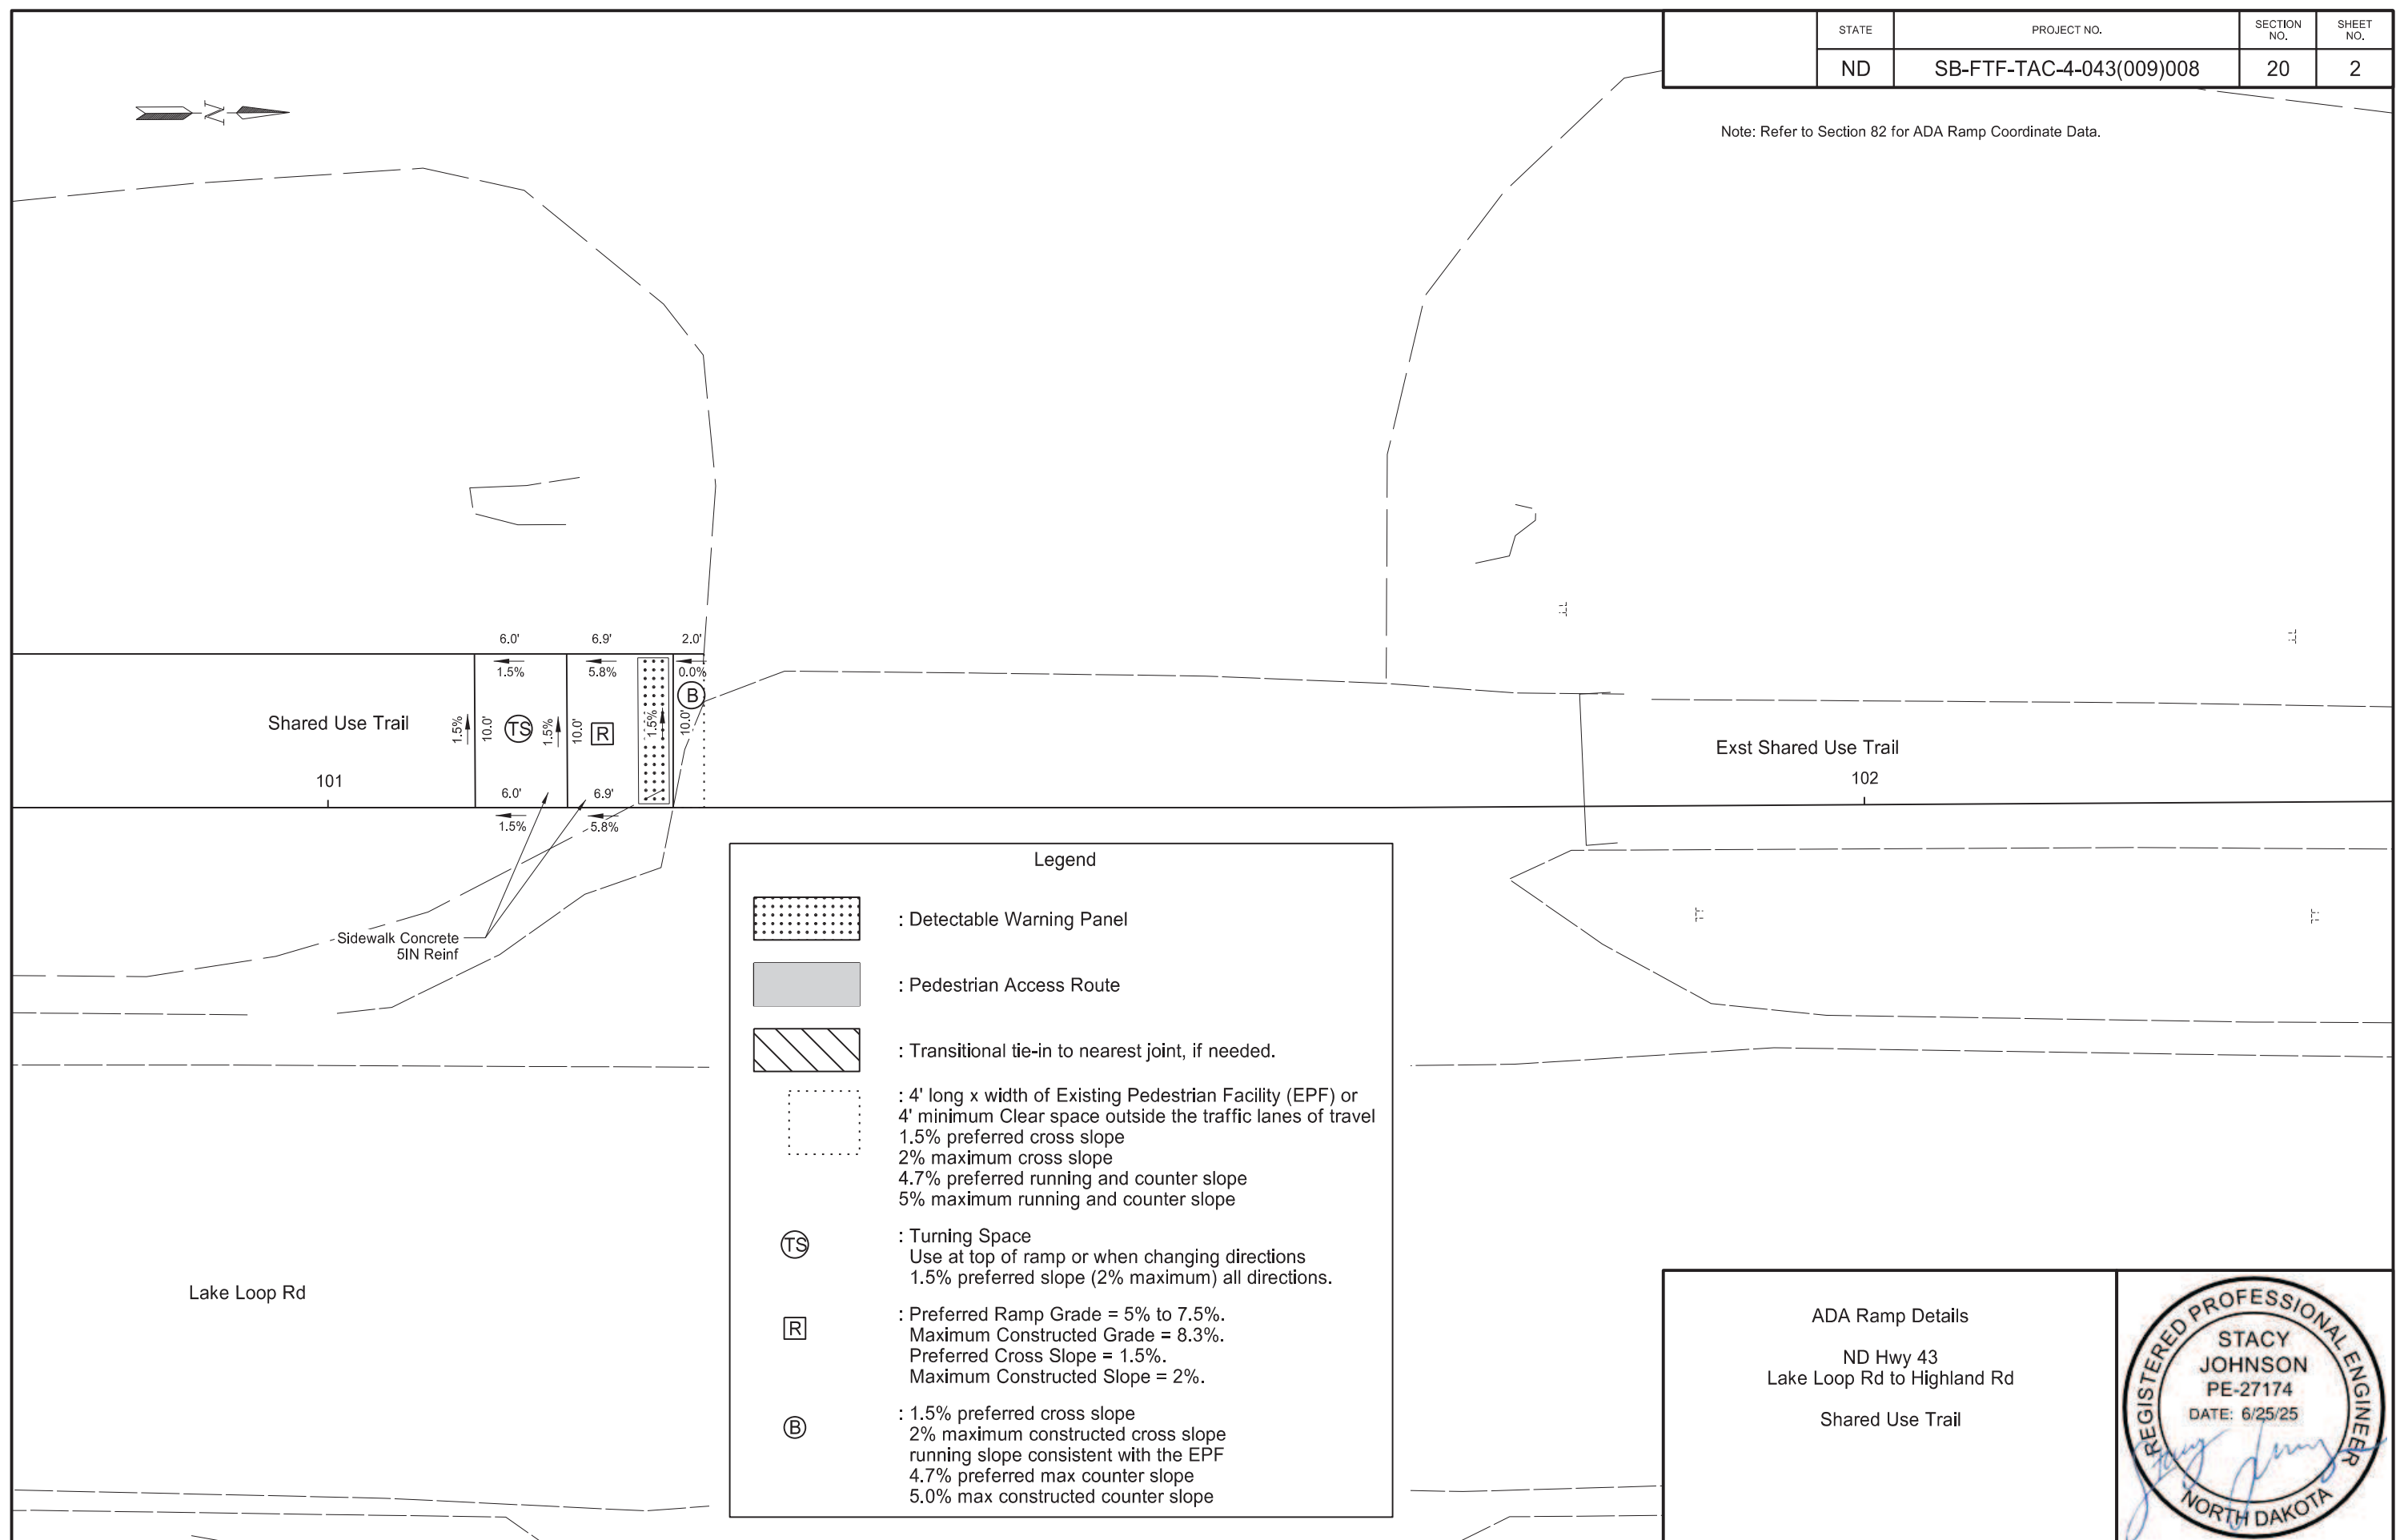 STATE
PROJECT NO.
SECTION
NO.
SHEET
NO.
ND
SB-FTF-TAC-4-043(009)008
20
2
N
Note: Refer to Section 82 for ADA Ramp Coordinate Data.
6.0'
6.9'
2.0'
1.5%
5.8%
0.0%
B
Shared Use Trail
1.5%
10.0'
TS
1.5%
10.0'
R
1.5%
10.0'
Exst Shared Use Trail
101
102
6.0'
6.9'
1.5%
5.8%
Sidewalk Concrete
5IN Reinf
Legend
: Detectable Warning Panel
: Pedestrian Access Route
: Transitional tie-in to nearest joint, if needed.
: 4' long x width of Existing Pedestrian Facility (EPF) or
4' minimum Clear space outside the traffic lanes of travel
1.5% preferred cross slope
2% maximum cross slope
4.7% preferred running and counter slope
5% maximum running and counter slope
TS
: Turning Space
Use at top of ramp or when changing directions
1.5% preferred slope (2% maximum) all directions.
R
: Preferred Ramp Grade = 5% to 7.5%.
Maximum Constructed Grade = 8.3%.
Preferred Cross Slope = 1.5%.
Maximum Constructed Slope = 2%.
B
: 1.5% preferred cross slope
2% maximum constructed cross slope
running slope consistent with the EPF
4.7% preferred max counter slope
5.0% max constructed counter slope
Lake Loop Rd
ADA Ramp Details
ND Hwy 43
Lake Loop Rd to Highland Rd
Shared Use Trail
REGISTERED PROFESSIONAL ENGINEER
STACY
JOHNSON
PE-27174
DATE: 6/25/25
NORTH DAKOTA